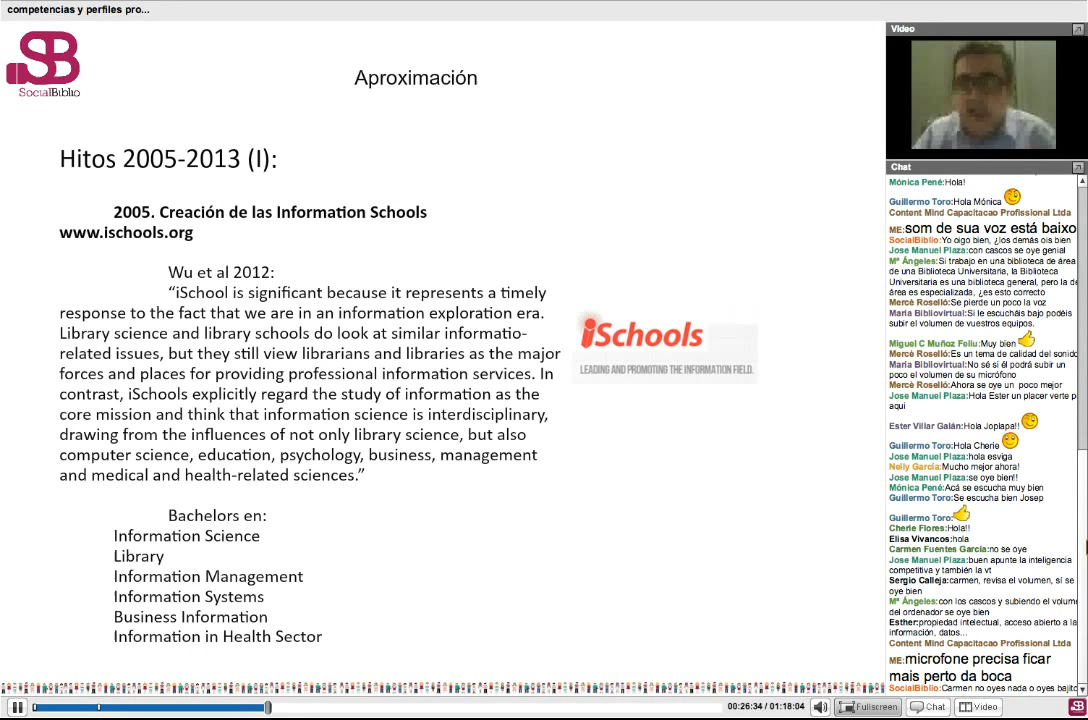 competencias y perfiles pro...
SB
SocialBiblio
Aproximación
Hitos 2005-2013 (I):
2005. Creación de las Information Schools
www.ischools.org
Wu et al 2012:
“iSchool is significant because it represents a timely
response to the fact that we are in an information exploration era.
Library science and library schools do look at similar informatio-
related issues, but they still view librarians and libraries as the major
forces and places for providing professional information services. In
contrast, iSchools explicitly regard the study of information as the
core mission and think that information science is interdisciplinary,
drawing from the influences of not only library science, but also
computer science, education, psychology, business, management
and medical and health-related sciences.”
Bachelors en:
Information Science
Library
Information Management
Information Systems
Business Information
Information in Health Sector
iSchools
LEADING AND PROMOTING THE INFORMATION FIELD.
Video
Chat
Mónica Pené:Hola!
Guillermo Toro:Hola Mónica
Content Mind Capacitacao Profissional Ltda
ME:som de sua voz está baixo
SocialBiblio:Yo oigo bien, ¿los demás ois bien
Jose Manuel Plaza:con cascos se oye genial
Mª Ángeles:Si trabajo en una biblioteca de área
de una Biblioteca Universitaria, la Biblioteca
Universitaria es una biblioteca general, pero la de
área es especializada, ¿es esto correcto
Mercè Roselló:Se pierde un poco la voz
Maria Bibliovirtual:Si le escucháis bajo podéis
subir el volumen de vuestros equipos.
Miguel C Muñoz Feliu:Muy bien
Mercè Roselló:Es un tema de calidad del sonido
Maria Bibliovirtual:No sé si él podrá subir un
poco el volumen de su micrófono
Mercè Roselló:Ahora se oye un poco mejor
Jose Manuel Plaza:Hola Ester un placer verte p
aqui
Ester Villar Galán:Hola Joplapa!!
Guillermo Toro:Hola Cherie
Jose Manuel Plaza:hola esviga
Nelly García:Mucho mejor ahora!
Jose Manuel Plaza:se oye bien!!
Mónica Pené:Acá se escucha muy bien
Guillermo Toro:Se escucha bien Josep
Guillermo Toro:
Cherie Flores:Hola!!
Elisa Vivancos:hola
Carmen Fuentes García:no se oye
Jose Manuel Plaza:buen apunte la inteligencia
competitiva y también la vt
Sergio Calleja:carmen, revisa el volumen, sí se
oye bien
Mª Ángeles:con los cascos y subiendo el volume
del ordenador se oye bien
Esther:propiedad intelectual, acceso abierto a la
información, datos...
Content Mind Capacitacao Profissional Ltda
ME:microfone precisa ficar
mais perto da boca
SocialBiblio:Carmen no oyes nada o oyes bajito
00:26:34 / 01:18:04
Fullscreen
Chat
Video
SB